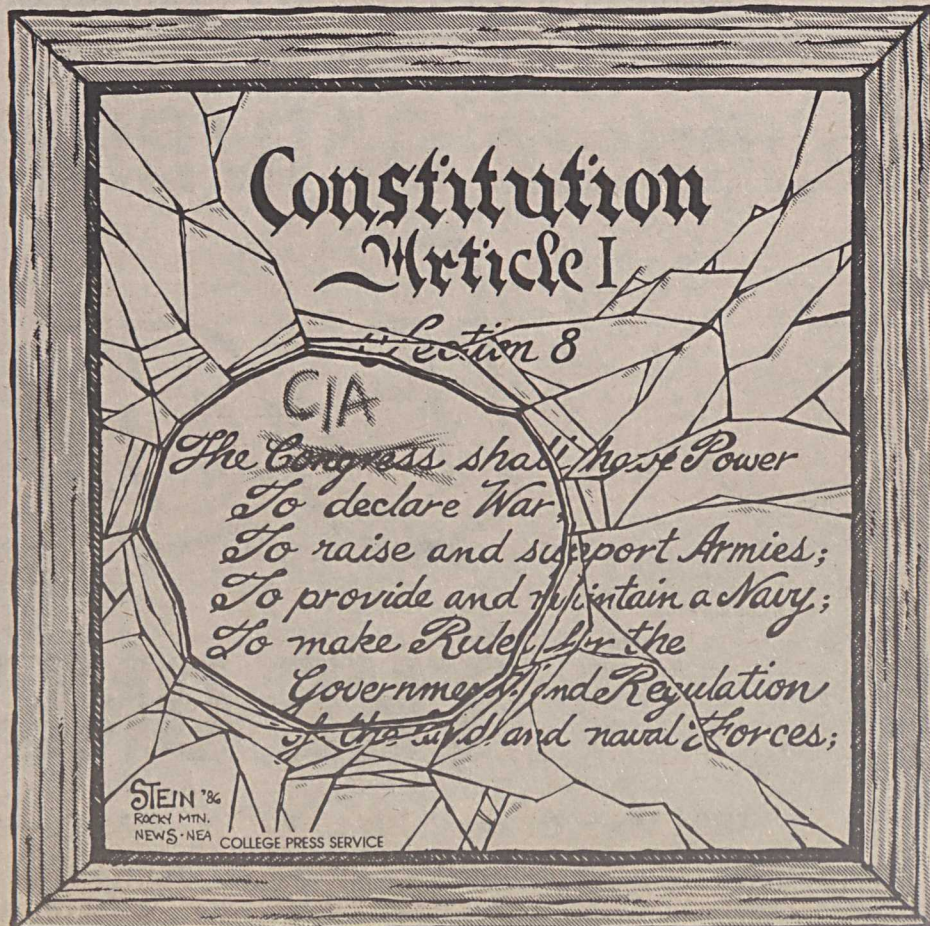 Constitution
Article I
Section 8
CIA
The Congress shall have Power
To declare War,
To raise and support Armies;
To provide and maintain a Navy;
To make Rules for the
Government and Regulation
of the Land and naval Forces;
STEIN '86
ROCKY MTN.
NEWS·NEA
COLLEGE PRESS SERVICE